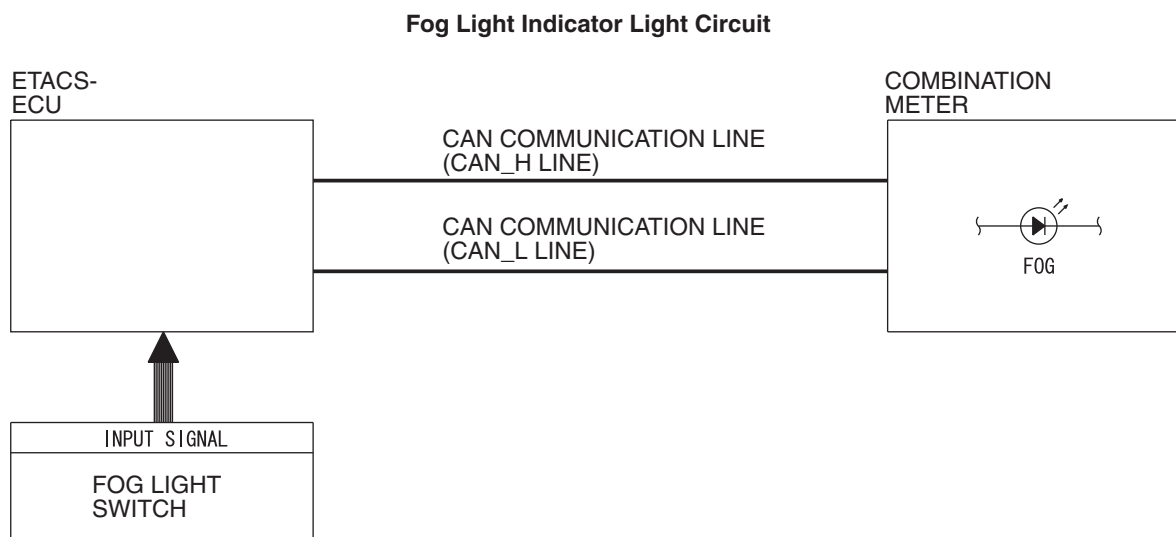 Fog Light Indicator Light Circuit
ETACS-
ECU
COMBINATION
METER
CAN COMMUNICATION LINE
(CAN_H LINE)
CAN COMMUNICATION LINE
(CAN_L LINE)
FOG
INPUT SIGNAL
FOG LIGHT
SWITCH